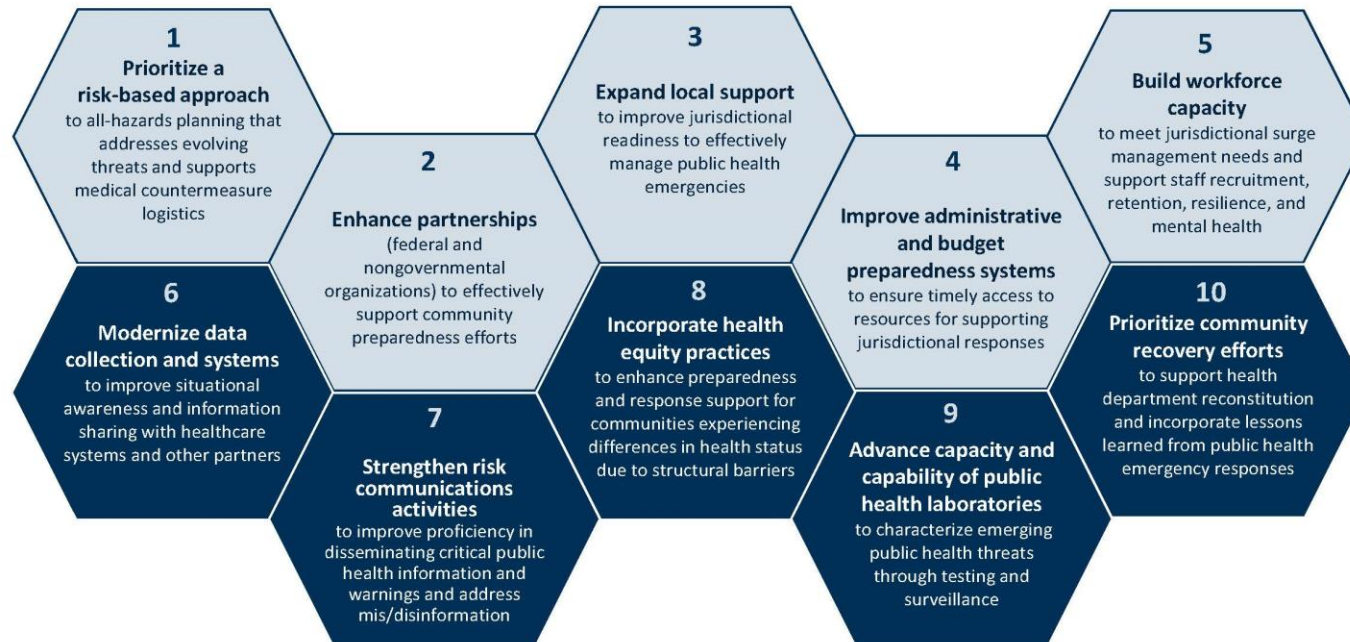 1
Prioritize a
risk-based approach
to all-hazards planning that
addresses evolving
threats and supports
medical countermeasure
logistics
2
Enhance partnerships
(federal and
nongovernmental
organizations) to effectively
support community
preparedness efforts
3
Expand local support
to improve jurisdictional
readiness to effectively
manage public health
emergencies
4
Improve administrative
and budget
preparedness systems
to ensure timely access to
resources for supporting
jurisdictional responses
5
Build workforce
capacity
to meet jurisdictional surge
management needs and
support staff recruitment,
retention, resilience, and
mental health
6
Modernize data
collection and systems
to improve situational
awareness and information
sharing with healthcare
systems and other partners
7
Strengthen risk
communications
activities
to improve proficiency in
disseminating critical public
health information and
warnings and address
mis/disinformation
8
Incorporate health
equity practices
to enhance preparedness
and response support for
communities experiencing
differences in health status
due to structural barriers
9
Advance capacity and
capability of public
health laboratories
to characterize emerging
public health threats
through testing and
surveillance
10
Prioritize community
recovery efforts
to support health
department reconstitution
and incorporate lessons
learned from public health
emergency responses